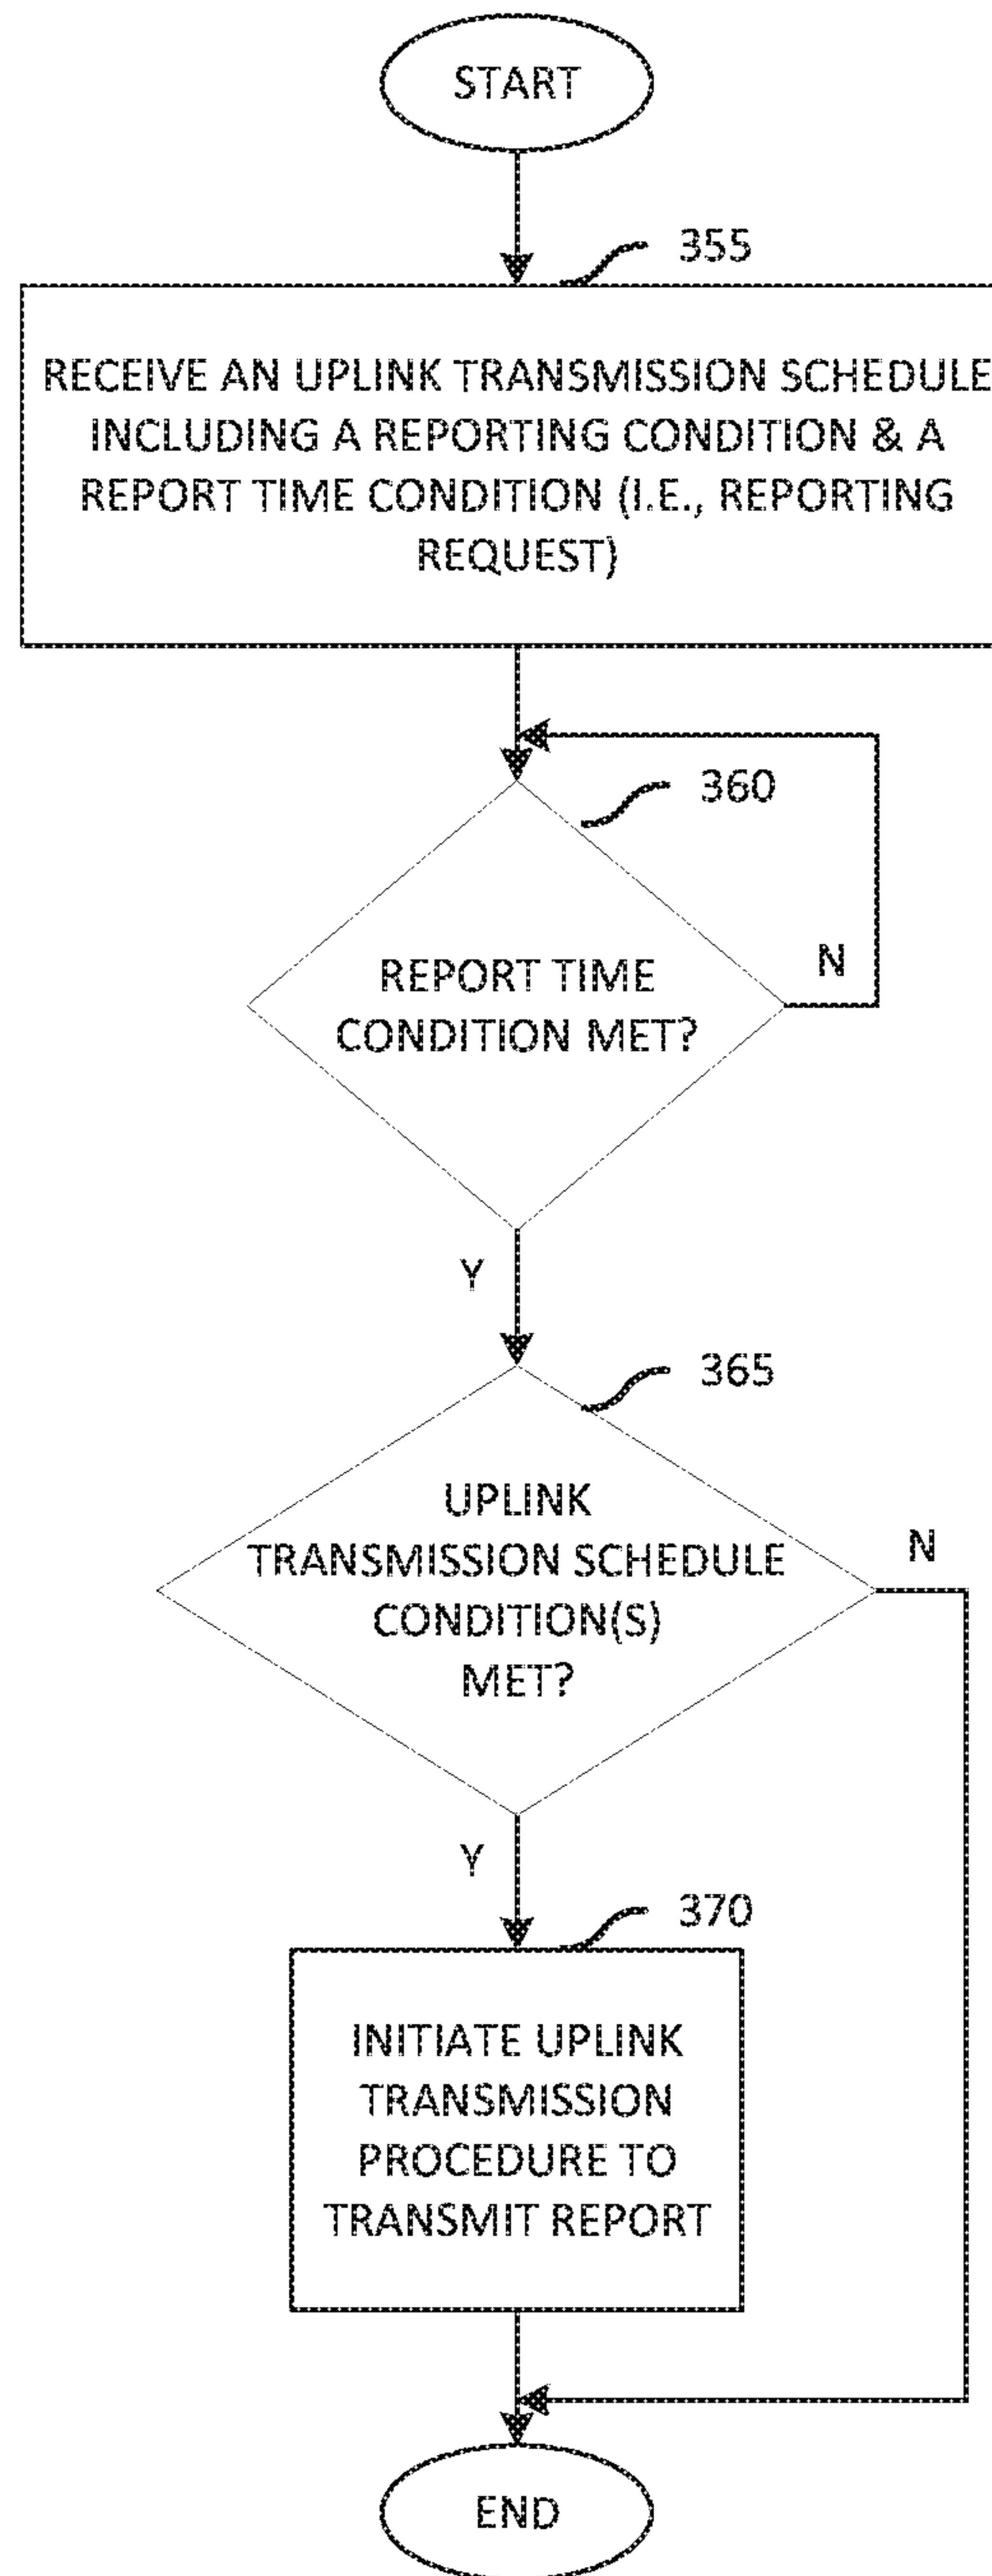 START
355
RECEIVE AN UPLINK TRANSMISSION SCHEDULE
INCLUDING A REPORTING CONDITION & A
REPORT TIME CONDITION (I.E., REPORTING
REQUEST)
360
REPORT TIME
CONDITION MET?
N
Y
365
UPLINK
TRANSMISSION SCHEDULE
CONDITION(S)
MET?
N
Y
370
INITIATE UPLINK
TRANSMISSION
PROCEDURE TO
TRANSMIT REPORT
END